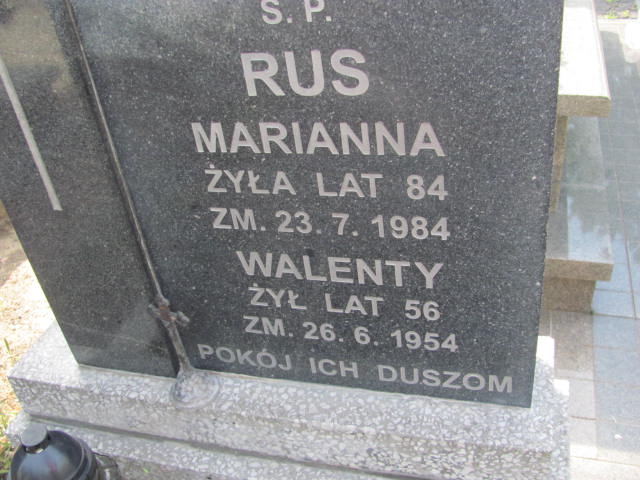 Ś. P.
RUS
MARIANNA
ŻYŁA LAT 84
ZM. 23. 7. 1984
WALENTY
ŻYŁ LAT 56
ZM. 26. 6. 1954
POKÓJ ICH DUSZOM